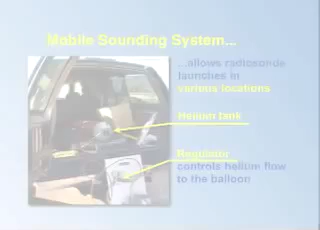 Mobile Sounding System...
...allows radiosonde
launches in
various locations
Helium tank
Regulator
controls helium flow
to the balloon